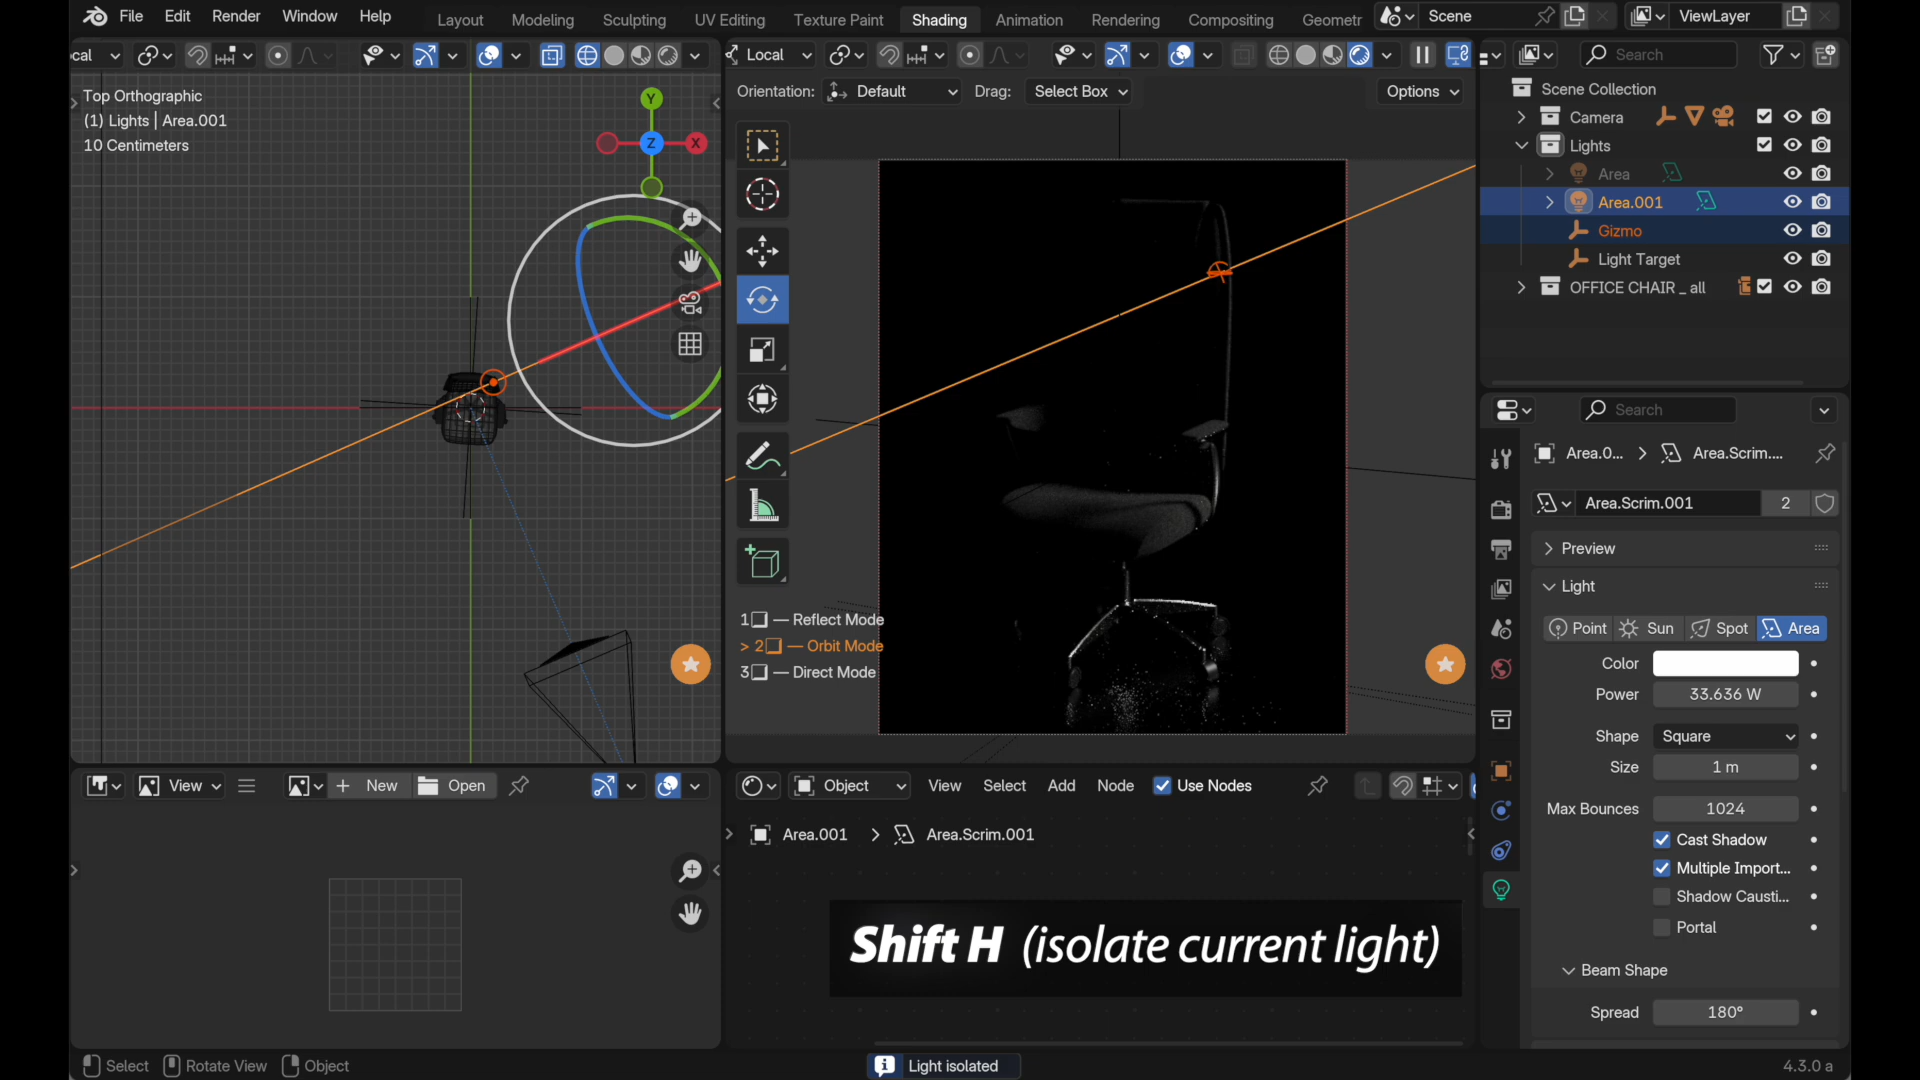 File Edit Render Window Help Layout Modeling Sculpting UV Editing Texture Paint Shading Animation Rendering Compositing Geometr Scene ViewLayer
cal
Local
Search
Orientation: Default Drag: Select Box Options
Top Orthographic
(1) Lights | Area.001
10 Centimeters
Y
Z
X
1 — Reflect Mode
> 2 — Orbit Mode
3 — Direct Mode
Scene Collection
Camera
Lights
Area
Area.001
Gizmo
Light Target
OFFICE CHAIR _ all
Search
Area.0... > Area.Scrim....
Area.Scrim.001 2
Preview
Light
Point Sun Spot Area
Color
Power 33.636 W
Shape Square
Size 1 m
Max Bounces 1024
Cast Shadow
Multiple Import...
Shadow Causti...
Portal
Beam Shape
Spread 180°
View New Open
Object View Select Add Node Use Nodes
Area.001 > Area.Scrim.001
Shift H (isolate current light)
Select Rotate View Object
Light isolated
4.3.0 a